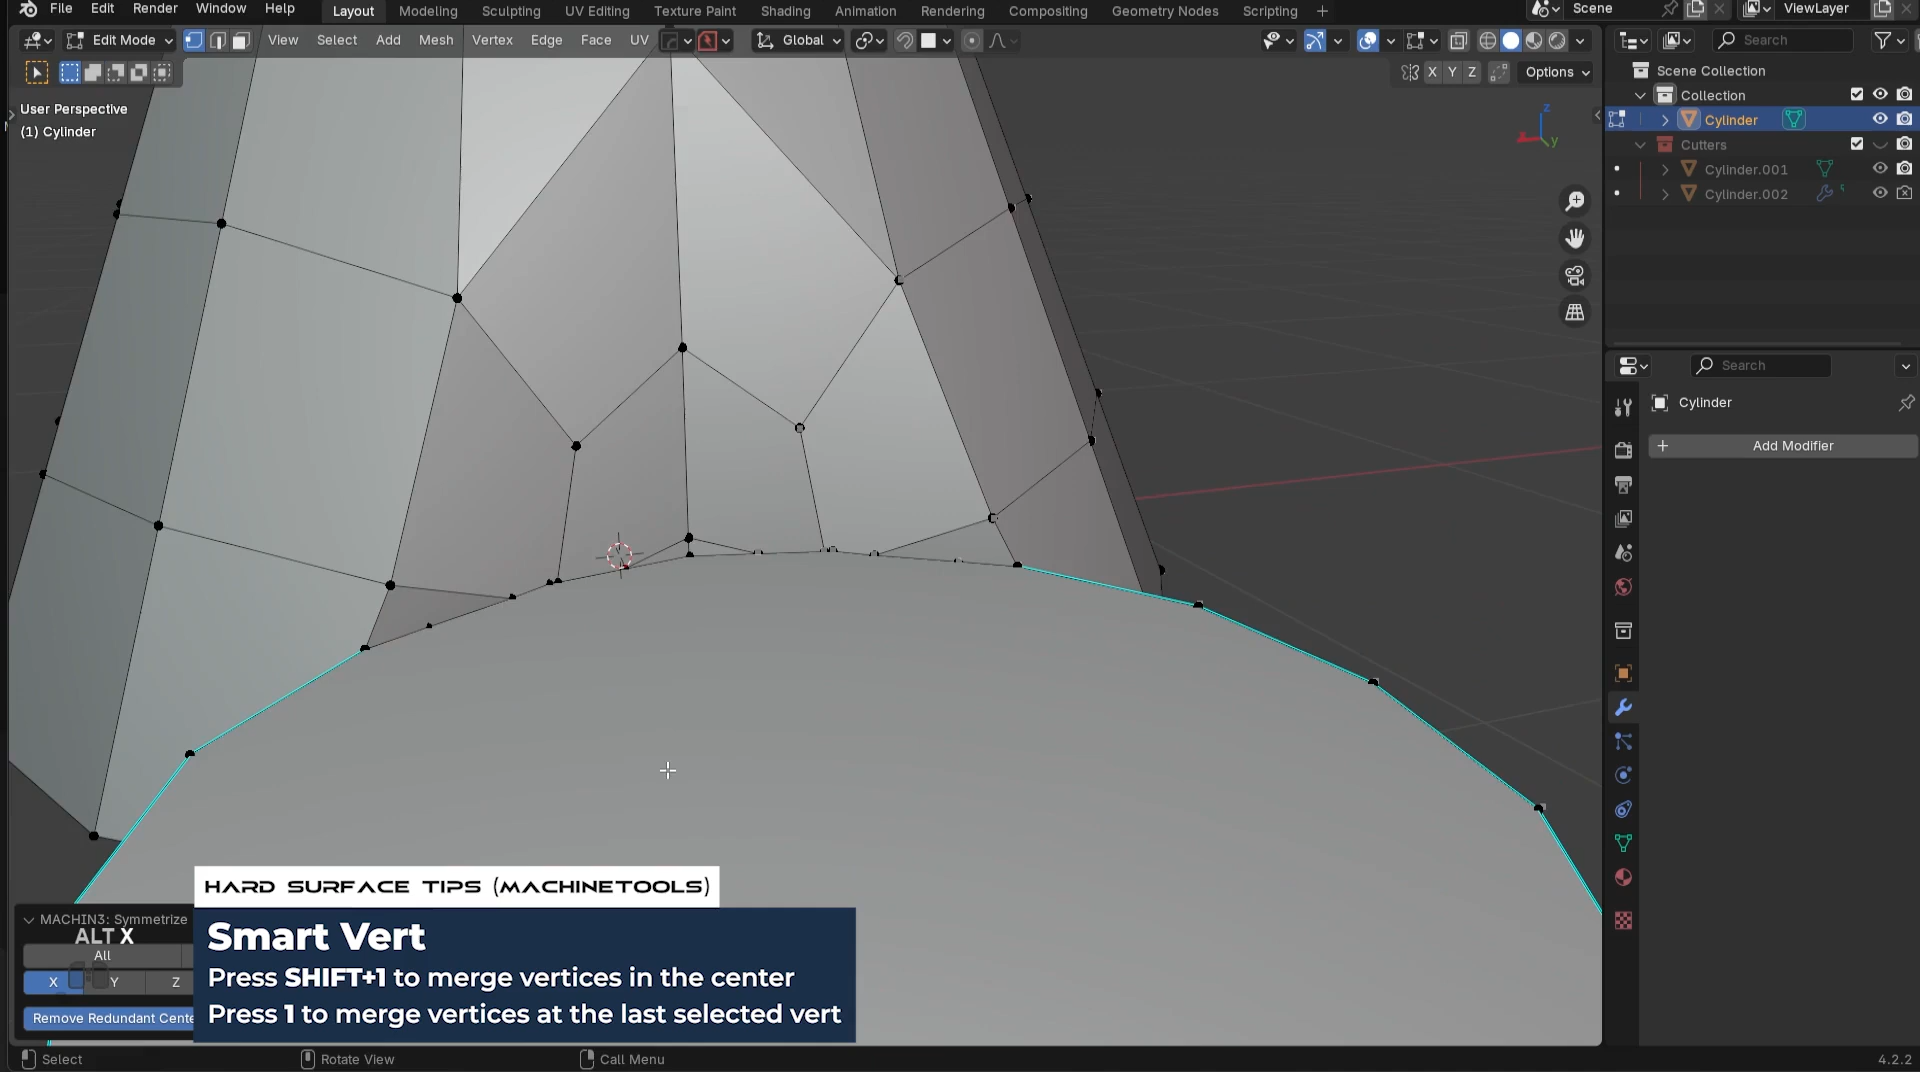 File Edit Render Window Help Layout Modeling Sculpting UV Editing Texture Paint Shading Animation Rendering Compositing Geometry Nodes Scripting + Scene ViewLayer
Edit Mode View Select Add Mesh Vertex Edge Face UV Global Search
X Y Z Options
Scene Collection
User Perspective
(1) Cylinder
Collection
Cylinder
Cutters
Cylinder.001
Cylinder.002
z
y
Search
Cylinder
+ Add Modifier
HARD SURFACE TIPS (MACHINETOOLS)
MACHIN3: Symmetrize
ALT X
All
X Y Z
Remove Redundant Cente
Smart Vert
Press SHIFT+1 to merge vertices in the center
Press 1 to merge vertices at the last selected vert
Select Rotate View Call Menu 4.2.2